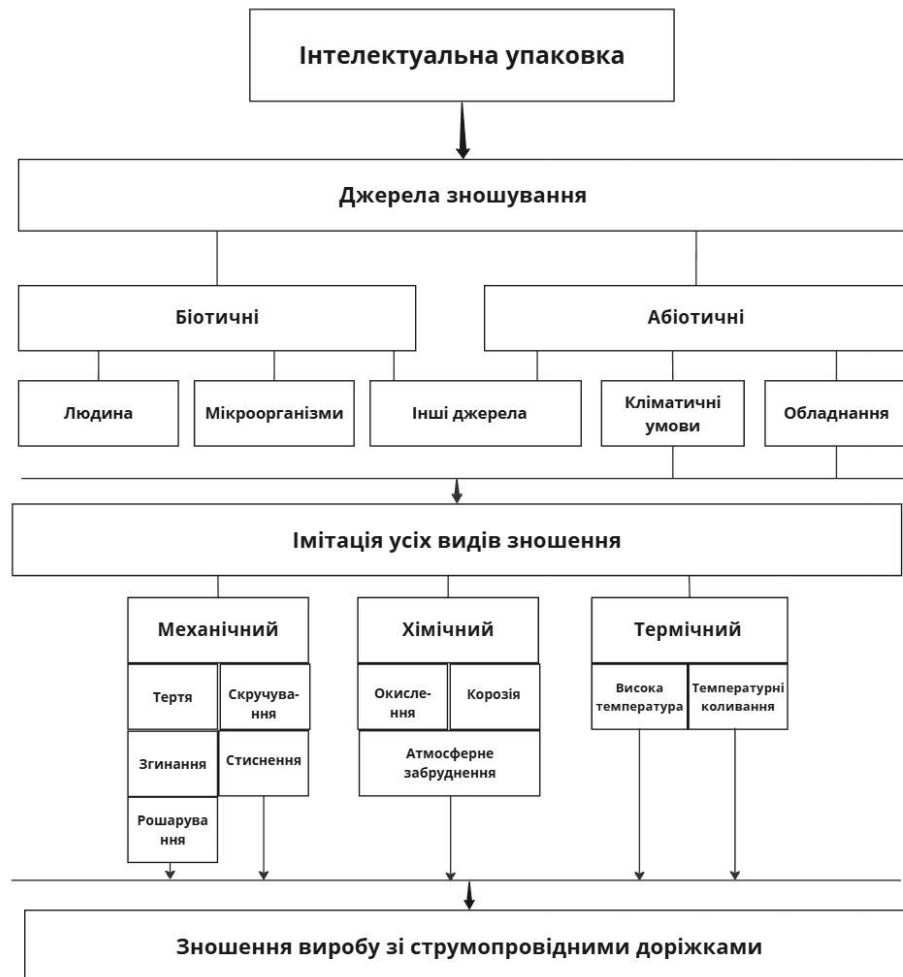 Інтелектуальна упаковка
Джерела зношування
Біотичні
Абіотичні
Людина
Мікроорганізми
Інші джерела
Кліматичні
умови
Обладнання
Імітація усіх видів зношення
Механічний
Хімічний
Термічний
Тертя
Скручува-
ння
Окисле-
ння
Корозія
Висока
температура
Температурні
коливання
Згинання
Стиснення
Атмосферне
забруднення
Рошарува
ння
Зношення виробу зі струмопровідними доріжками